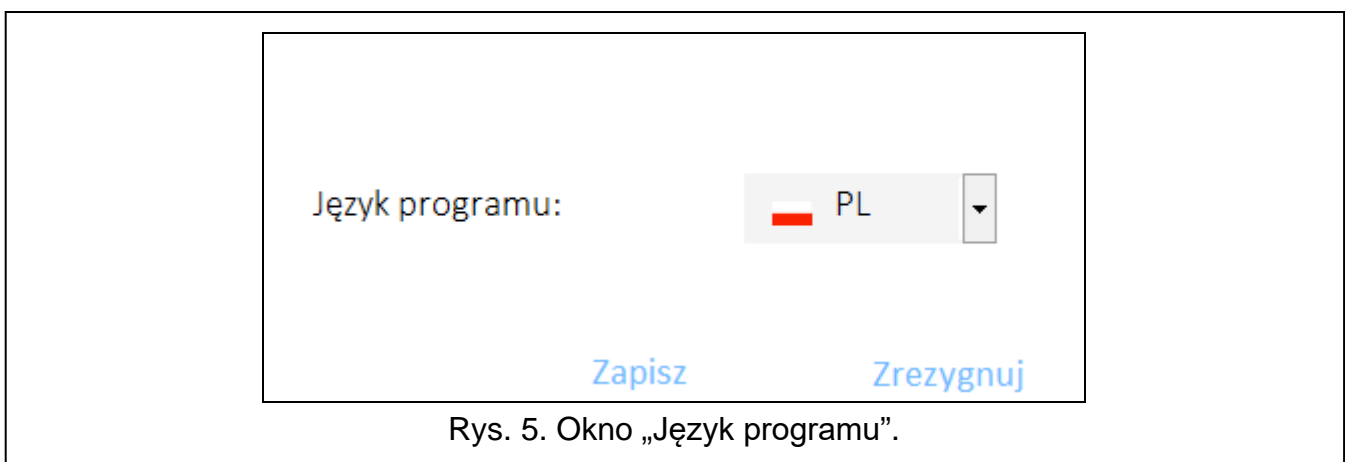 Język programu: PL
Zapisz Zrezygnuj
Rys. 5. Okno „Język programu”.